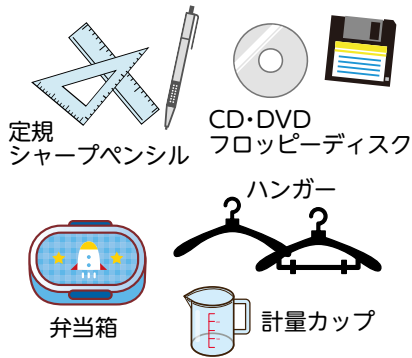 定規
シャープペンシル
CD・DVD
フロッピーディスク
ハンガー
弁当箱
計量カップ